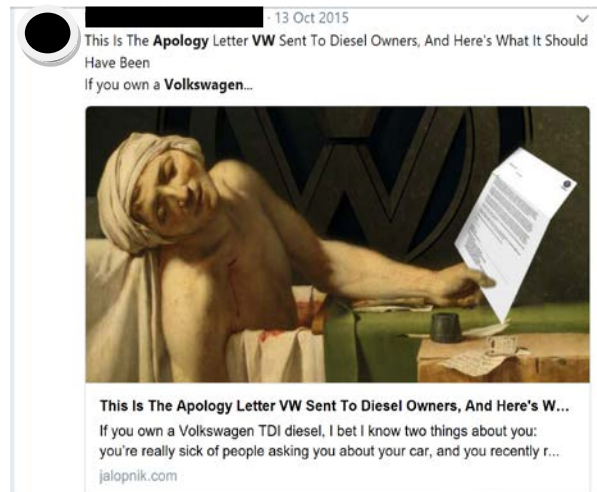 · 13 Oct 2015
This Is The Apology Letter VW Sent To Diesel Owners, And Here's What It Should
Have Been
If you own a Volkswagen...
This Is The Apology Letter VW Sent To Diesel Owners, And Here's W...
If you own a Volkswagen TDI diesel, I bet I know two things about you:
you're really sick of people asking you about your car, and you recently r...
jalopnik.com